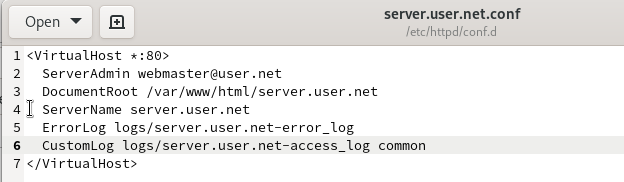 Open
server.user.net.conf
/etc/httpd/conf.d
1 <VirtualHost *:80>
2 ServerAdmin webmaster@user.net
3 DocumentRoot /var/www/html/server.user.net
4 ServerName server.user.net
5 ErrorLog logs/server.user.net-error_log
6 CustomLog logs/server.user.net-access_log common
7 </VirtualHost>